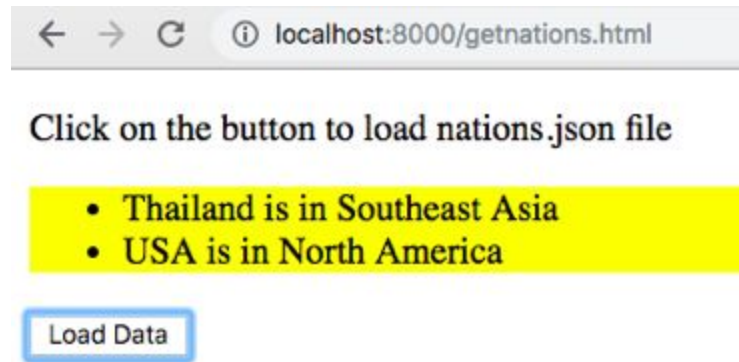 localhost:8000/getnations.html
Click on the button to load nations.json file
• Thailand is in Southeast Asia
• USA is in North America
Load Data